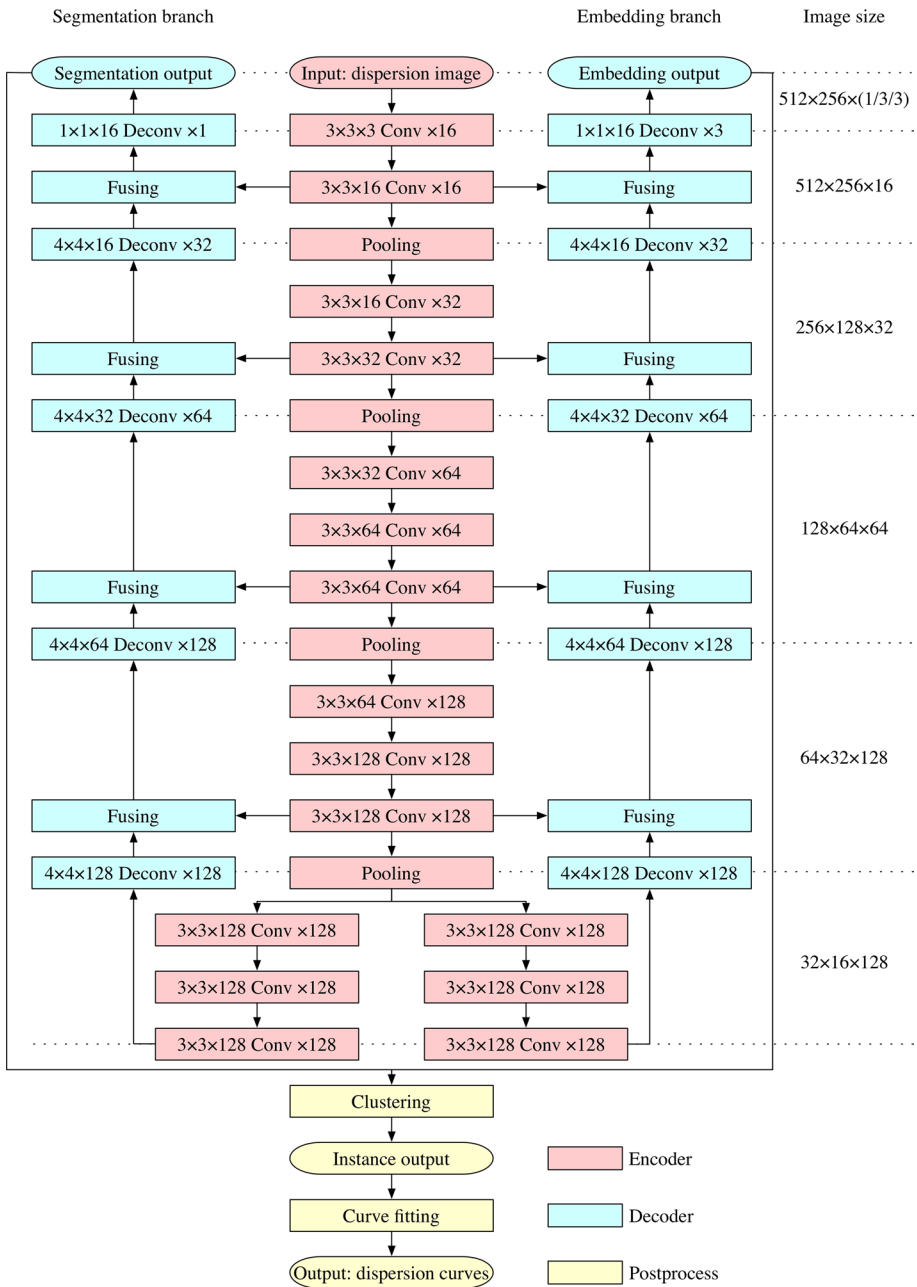 Segmentation branch
Embedding branch
Image size
Segmentation output
Input: dispersion image
Embedding output
512×256×(1/3/3)
1×1×16 Deconv ×1
3×3×3 Conv ×16
1×1×16 Deconv ×3
Fusing
3×3×16 Conv ×16
Fusing
512×256×16
4×4×16 Deconv ×32
Pooling
4×4×16 Deconv ×32
3×3×16 Conv ×32
256×128×32
Fusing
3×3×32 Conv ×32
Fusing
4×4×32 Deconv ×64
Pooling
4×4×32 Deconv ×64
3×3×32 Conv ×64
3×3×64 Conv ×64
128×64×64
Fusing
3×3×64 Conv ×64
Fusing
4×4×64 Deconv ×128
Pooling
4×4×64 Deconv ×128
3×3×64 Conv ×128
3×3×128 Conv ×128
64×32×128
Fusing
3×3×128 Conv ×128
Fusing
4×4×128 Deconv ×128
Pooling
4×4×128 Deconv ×128
3×3×128 Conv ×128
3×3×128 Conv ×128
32×16×128
3×3×128 Conv ×128
3×3×128 Conv ×128
3×3×128 Conv ×128
3×3×128 Conv ×128
Clustering
Instance output
Encoder
Curve fitting
Decoder
Output: dispersion curves
Postprocess